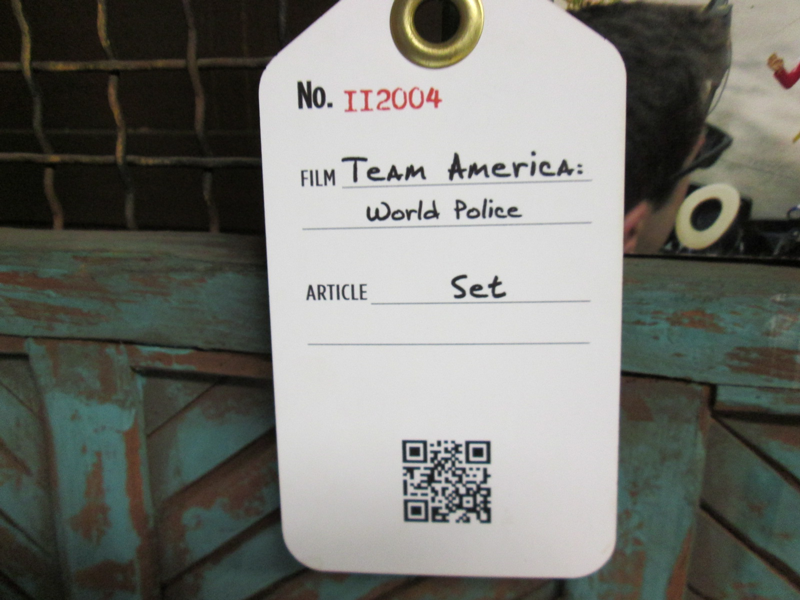 No. II2004
FILM Team America:
World Police
ARTICLE Set